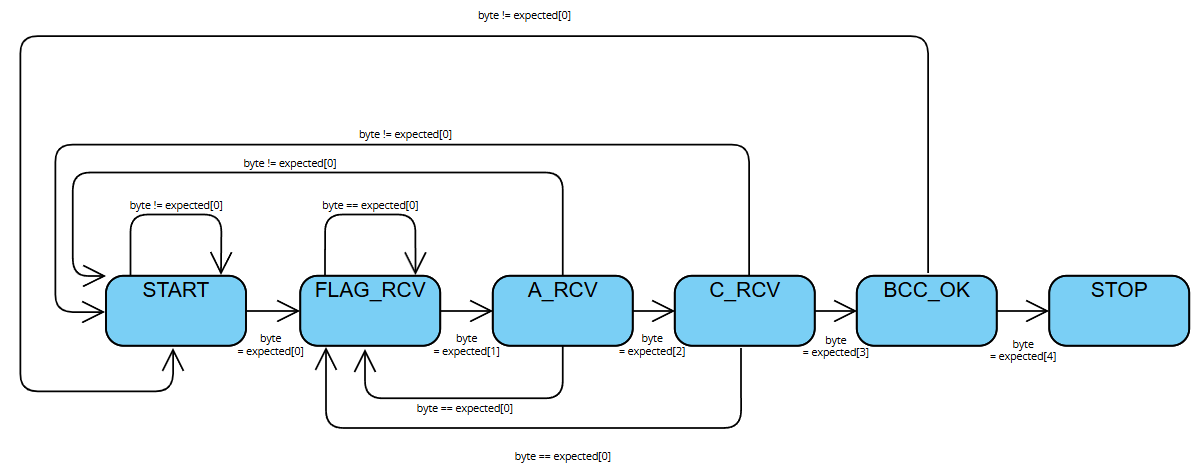 byte != expected[0]
byte != expected[0]
byte != expected[0]
byte != expected[0]
byte == expected[0]
START
FLAG_RCV
A_RCV
C_RCV
BCC_OK
STOP
byte
= expected[0]
byte
= expected[1]
byte
= expected[2]
byte
= expected[3]
byte
= expected[4]
byte == expected[0]
byte == expected[0]